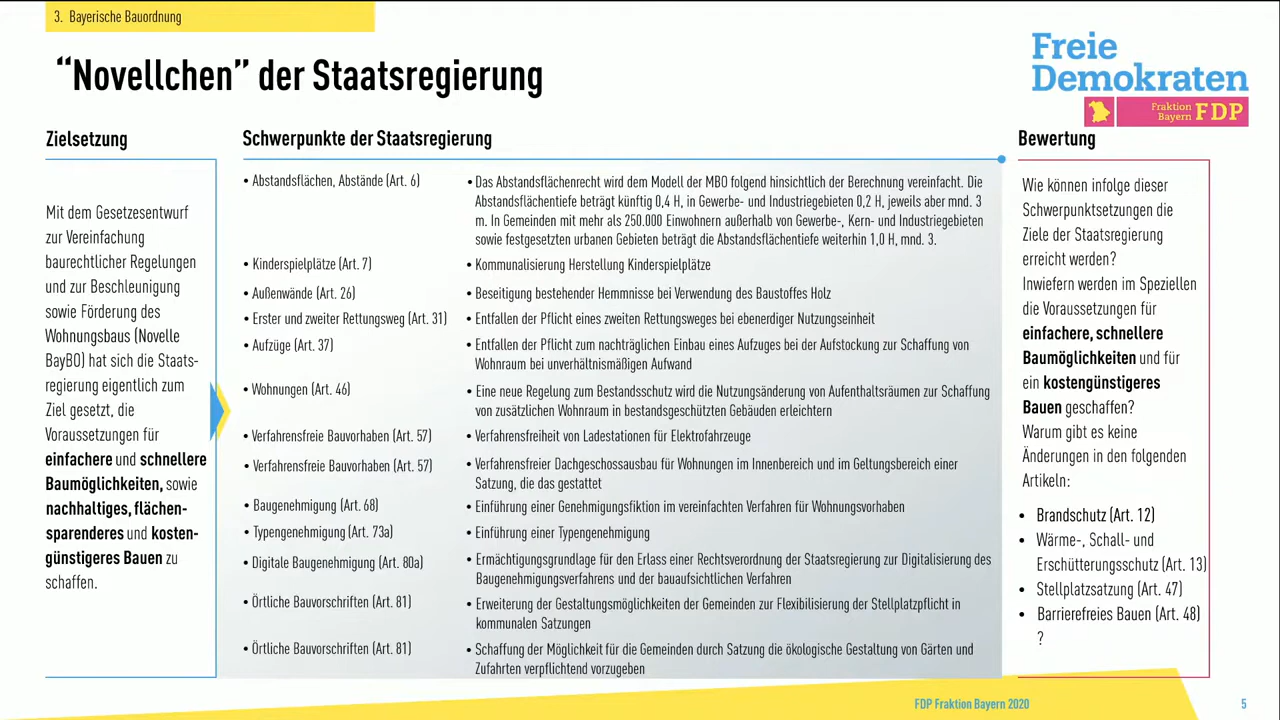 3. Bayerische Bauordnung
“Novellchen” der Staatsregierung
Freie
Demokraten
Fraktion
Bayern FDP
Zielsetzung
Mit dem Gesetzesentwurf
zur Vereinfachung
baurechtlicher Regelungen
und zur Beschleunigung
sowie Förderung des
Wohnungsbaus (Novelle
BayBO) hat sich die Staats-
regierung eigentlich zum
Ziel gesetzt, die
Voraussetzungen für
einfachere und schnellere
Baumöglichkeiten, sowie
nachhaltiges, flächen-
sparenderes und kosten-
günstigeres Bauen zu
schaffen.
Schwerpunkte der Staatsregierung
• Abstandsflächen, Abstände (Art. 6)
• Das Abstandsflächenrecht wird dem Modell der MBO folgend hinsichtlich der Berechnung vereinfacht. Die
Abstandsflächentiefe beträgt künftig 0,4 H, in Gewerbe- und Industriegebieten 0,2 H, jeweils aber mnd. 3
m. In Gemeinden mit mehr als 250.000 Einwohnern außerhalb von Gewerbe-, Kern- und Industriegebieten
sowie festgesetzten urbanen Gebieten beträgt die Abstandsflächentiefe weiterhin 1,0 H, mnd. 3.
• Kinderspielplätze (Art. 7)
• Kommunalisierung Herstellung Kinderspielplätze
• Außenwände (Art. 26)
• Beseitigung bestehender Hemmnisse bei Verwendung des Baustoffes Holz
• Erster und zweiter Rettungsweg (Art. 31)
• Entfallen der Pflicht eines zweiten Rettungsweges bei ebenerdiger Nutzungseinheit
• Aufzüge (Art. 37)
• Entfallen der Pflicht zum nachträglichen Einbau eines Aufzuges bei der Aufstockung zur Schaffung von
Wohnraum bei unverhältnismäßigen Aufwand
• Wohnungen (Art. 46)
• Eine neue Regelung zum Bestandsschutz wird die Nutzungsänderung von Aufenthaltsräumen zur Schaffung
von zusätzlichen Wohnraum in bestandsgeschützten Gebäuden erleichtern
• Verfahrensfreie Bauvorhaben (Art. 57)
• Verfahrensfreiheit von Ladestationen für Elektrofahrzeuge
• Verfahrensfreie Bauvorhaben (Art. 57)
• Verfahrensfreier Dachgeschossausbau für Wohnungen im Innenbereich und im Geltungsbereich einer
Satzung, die das gestattet
• Baugenehmigung (Art. 68)
• Einführung einer Genehmigungsfiktion im vereinfachten Verfahren für Wohnungsvorhaben
• Typengenehmigung (Art. 73a)
• Einführung einer Typengenehmigung
• Digitale Baugenehmigung (Art. 80a)
• Ermächtigungsgrundlage für den Erlass einer Rechtsverordnung der Staatsregierung zur Digitalisierung des
Baugenehmigungsverfahrens und der bauaufsichtlichen Verfahren
• Örtliche Bauvorschriften (Art. 81)
• Erweiterung der Gestaltungsmöglichkeiten der Gemeinden zur Flexibilisierung der Stellplatzpflicht in
kommunalen Satzungen
• Örtliche Bauvorschriften (Art. 81)
• Schaffung der Möglichkeit für die Gemeinden durch Satzung die ökologische Gestaltung von Gärten und
Zufahrten verpflichtend vorzugeben
Bewertung
Wie können infolge dieser
Schwerpunktsetzungen die
Ziele der Staatsregierung
erreicht werden?
Inwiefern werden im Speziellen
die Voraussetzungen für
einfachere, schnellere
Baumöglichkeiten und für
ein kostengünstigeres
Bauen geschaffen?
Warum gibt es keine
Änderungen in den folgenden
Artikeln:
• Brandschutz (Art. 12)
• Wärme-, Schall- und
Erschütterungsschutz (Art. 13)
• Stellplatzsatzung (Art. 47)
• Barrierefreies Bauen (Art. 48)
?
FDP Fraktion Bayern 2020
5